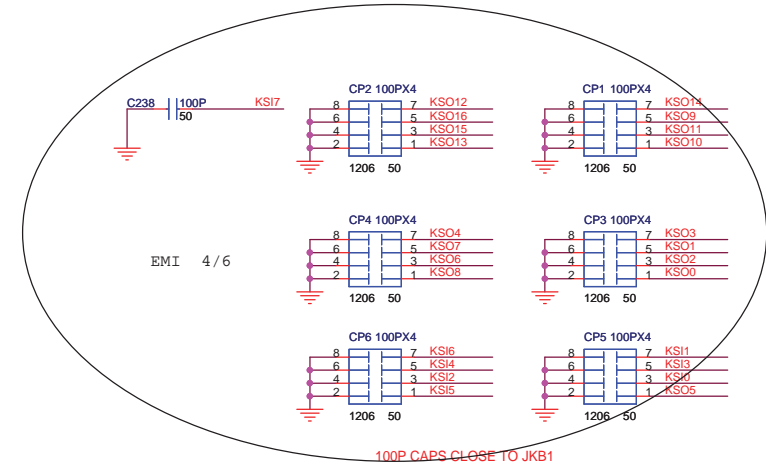 CP2 100PX4
CP1 100PX4
C238 100P KSI7
50
8 7 KSO12
6 5 KSO16
4 3 KSO15
2 1 KSO13
1206 50
8 7 KSO14
6 5 KSO9
4 3 KSO11
2 1 KSO10
1206 50
CP4 100PX4
8 7 KSO4
6 5 KSO7
4 3 KSO6
2 1 KSO8
1206 50
CP3 100PX4
8 7 KSO3
6 5 KSO1
4 3 KSO2
2 1 KSO0
1206 50
EMI 4/6
CP6 100PX4
8 7 KSI6
6 5 KSI4
4 3 KSI2
2 1 KSI5
1206 50
CP5 100PX4
8 7 KSI1
6 5 KSI3
4 3 KSI0
2 1 KSO5
1206 50
100P CAPS CLOSE TO JKB1